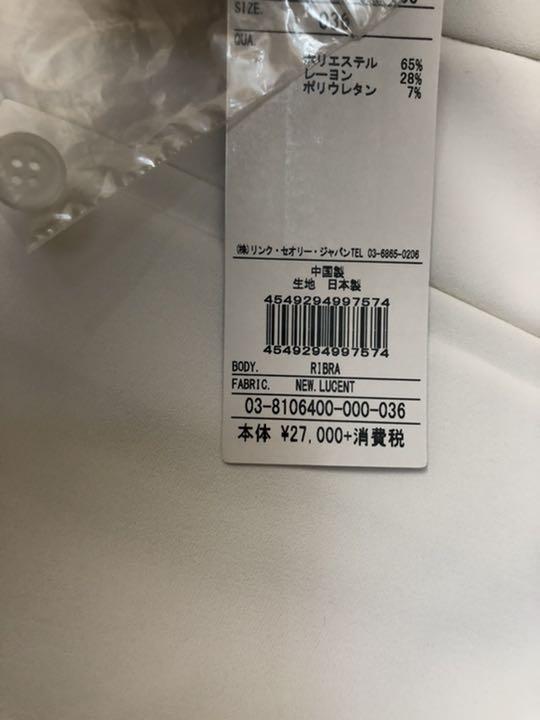 SIZE.
036
QUA.
ポリエステル 65%
レーヨン 28%
ポリウレタン 7%
(株)リンク・セオリー・ジャパンTEL 03-6865-0206
中国製
生地 日本製
4549294997574
4549294997574
BODY. RIBRA
FABRIC. NEW.LUCENT
03-8106400-000-036
本体 ¥27,000+消費税